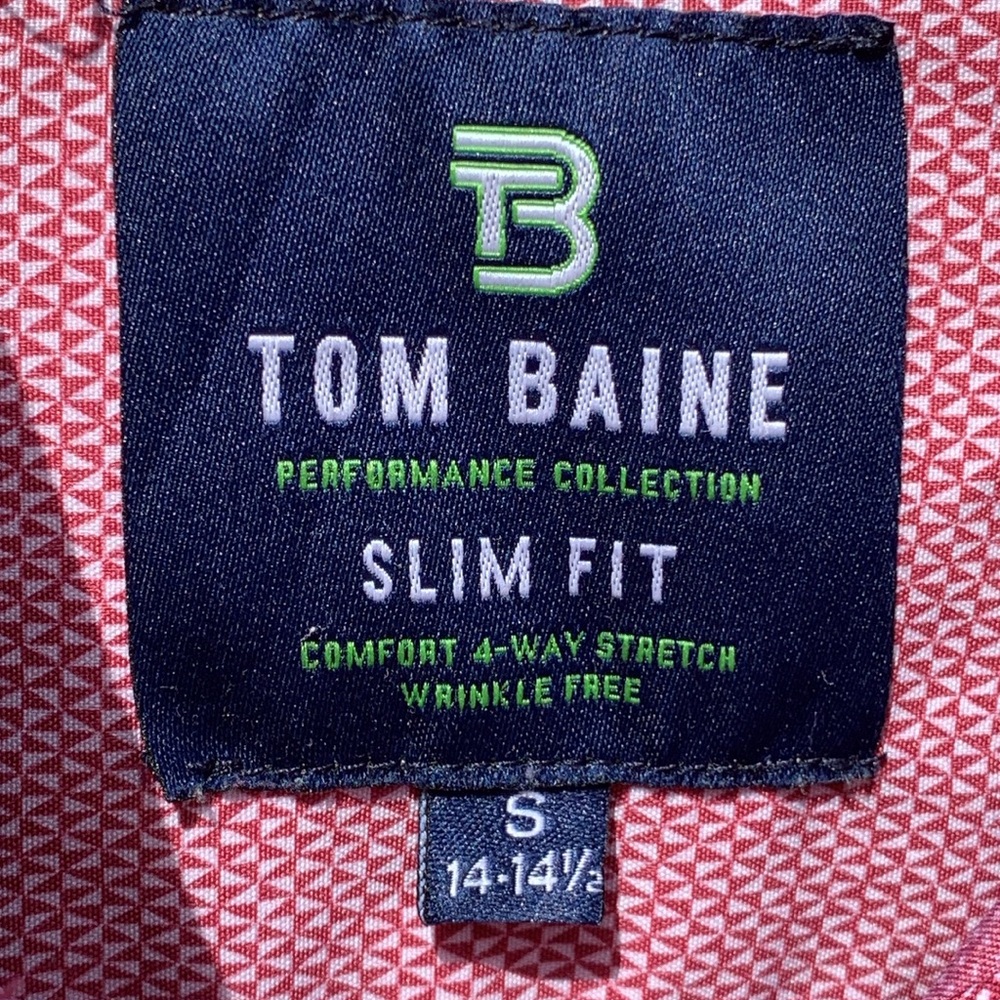 TB
TOM BAINE
PERFORMANCE COLLECTION
SLIM FIT
COMFORT 4-WAY STRETCH
WRINKLE FREE
S
14-14½